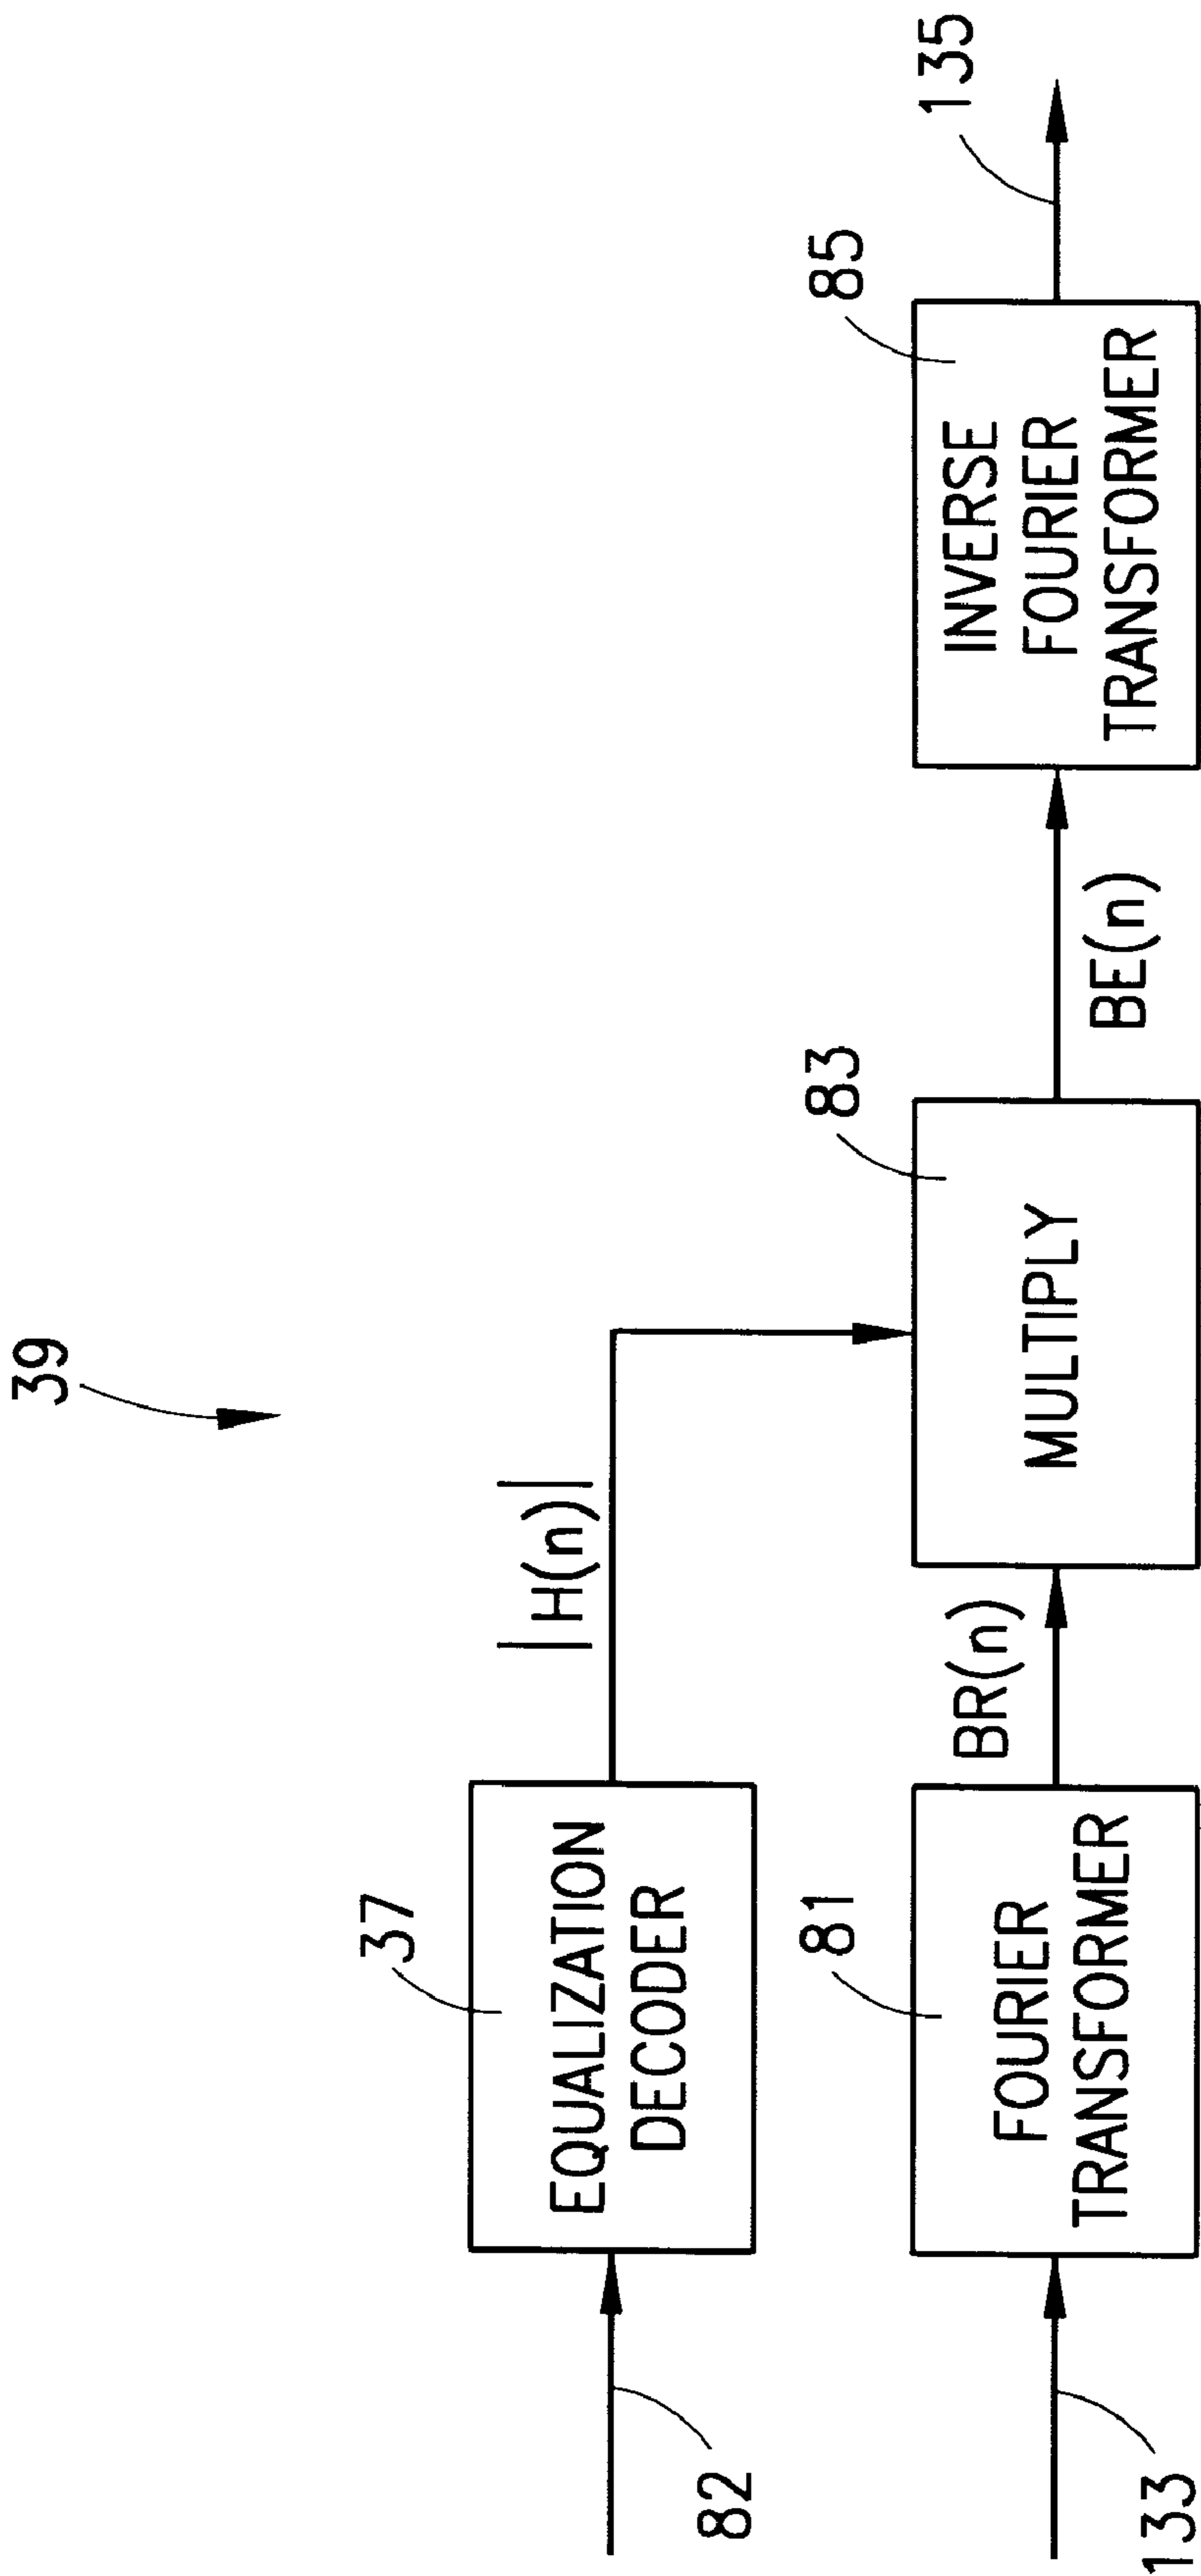 39
37
EQUALIZATION
DECODER
|H(n)|
82
81
FOURIER
TRANSFORMER
BR(n)
83
MULTIPLY
BE(n)
85
INVERSE
FOURIER
TRANSFORMER
135
133